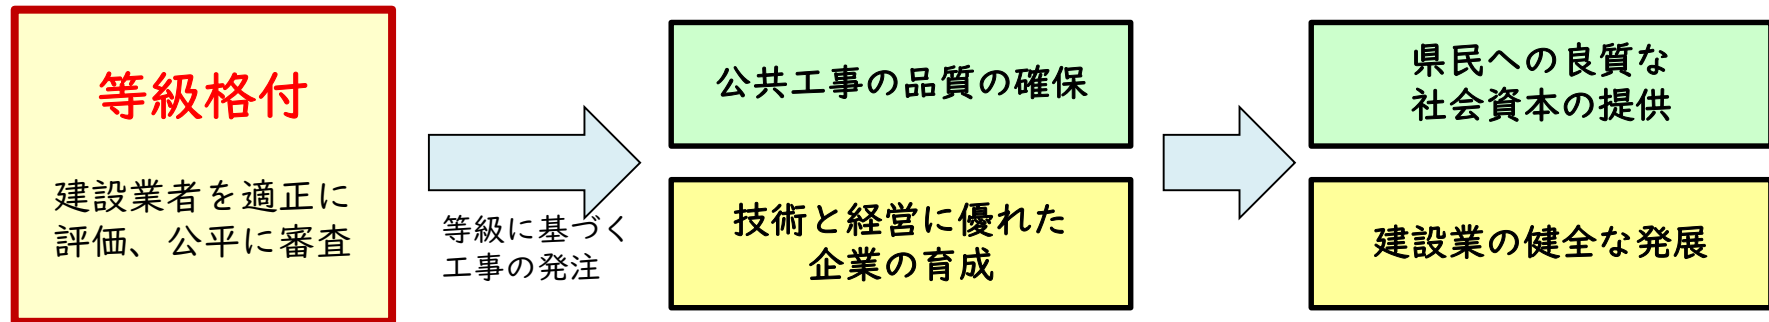 等級格付
建設業者を適正に
評価、公平に審査
等級に基づく
工事の発注
公共工事の品質の確保
技術と経営に優れた
企業の育成
県民への良質な
社会資本の提供
建設業の健全な発展